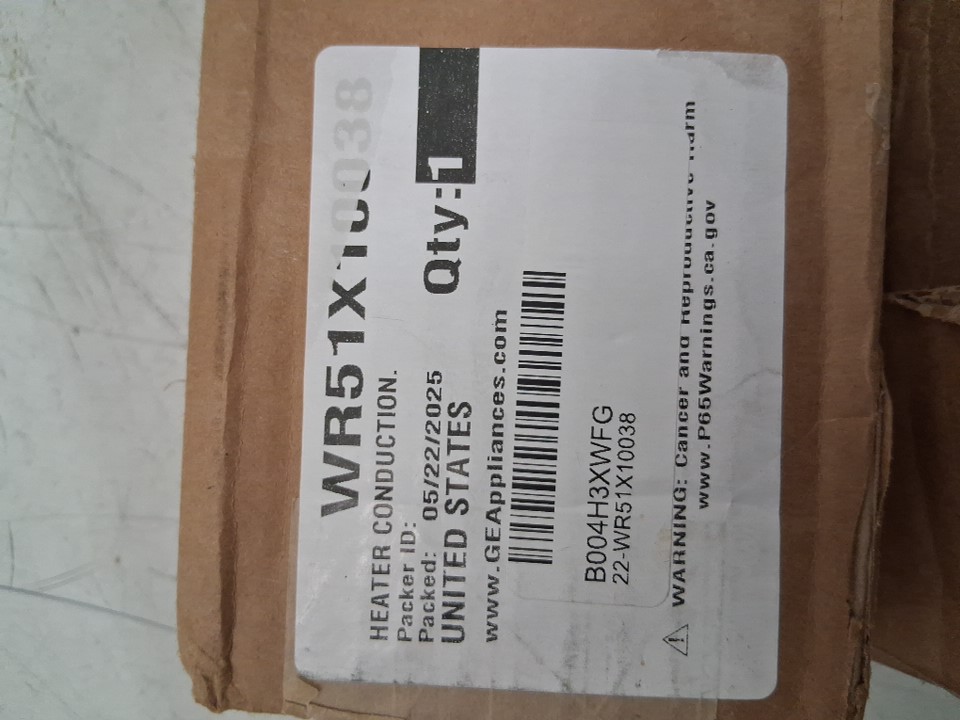 WR51X10038
HEATER CONDUCTION.
Packer ID:
Packed: 05/22/2025
UNITED STATES Qty:1
www.GEAppliances.com
B004H3XWFG
22-WR51X10038
WARNING: Cancer and Reproductive Harm
www.P65Warnings.ca.gov